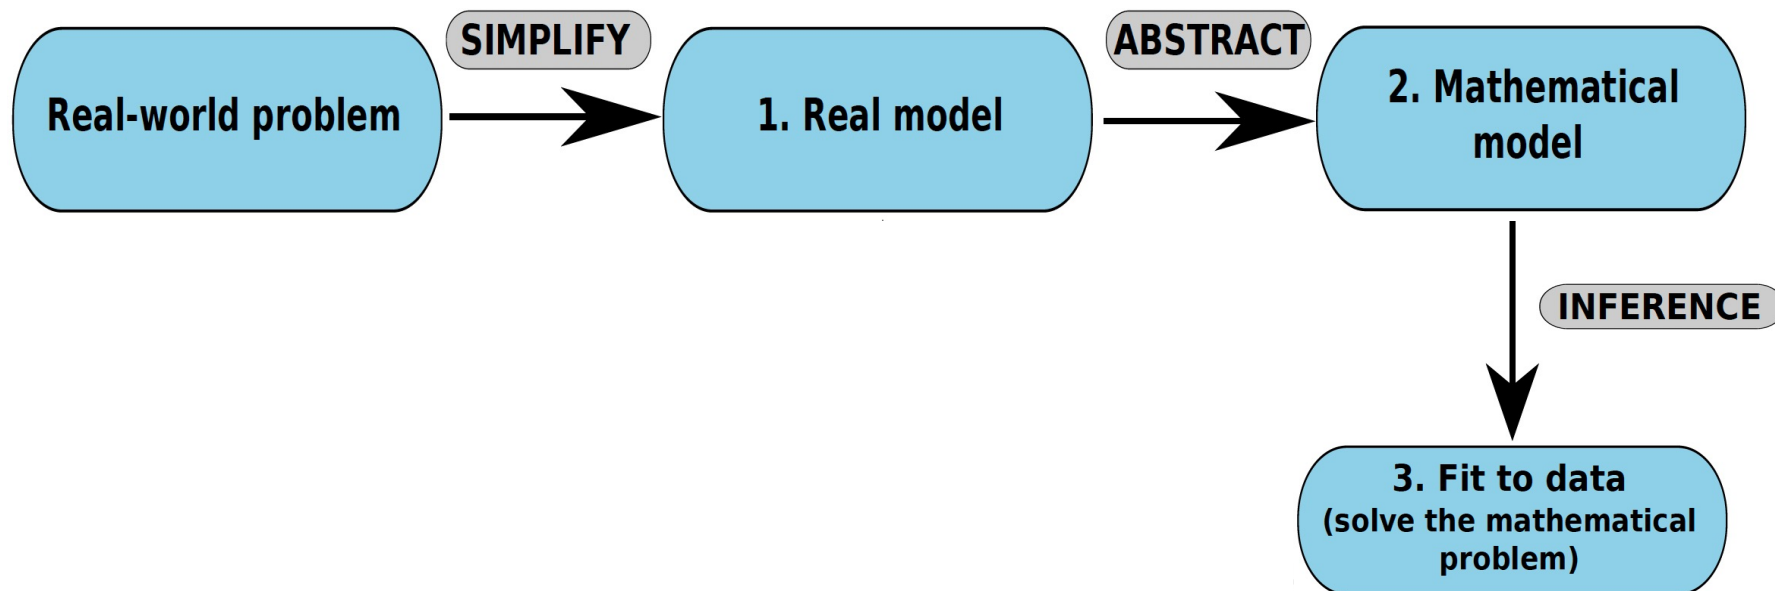 SIMPLIFY
ABSTRACT
Real-world problem
1. Real model
2. Mathematical
model
INFERENCE
3. Fit to data
(solve the mathematical
problem)